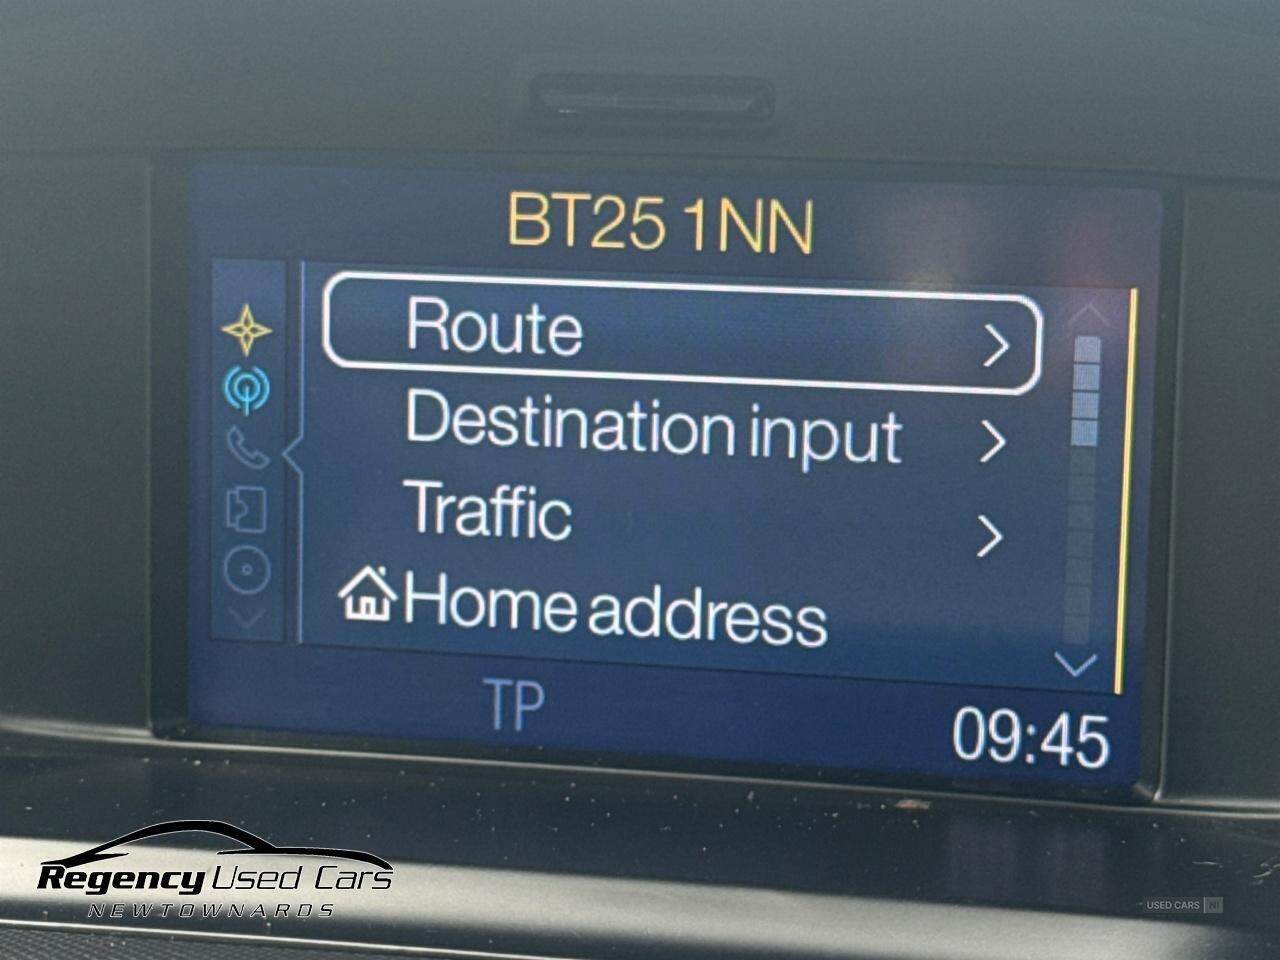 BT25 1NN
Route
Destination input
Traffic
Home address
TP
09:45
Regency Used Cars
NEWTOWNARDS
USED CARS NI